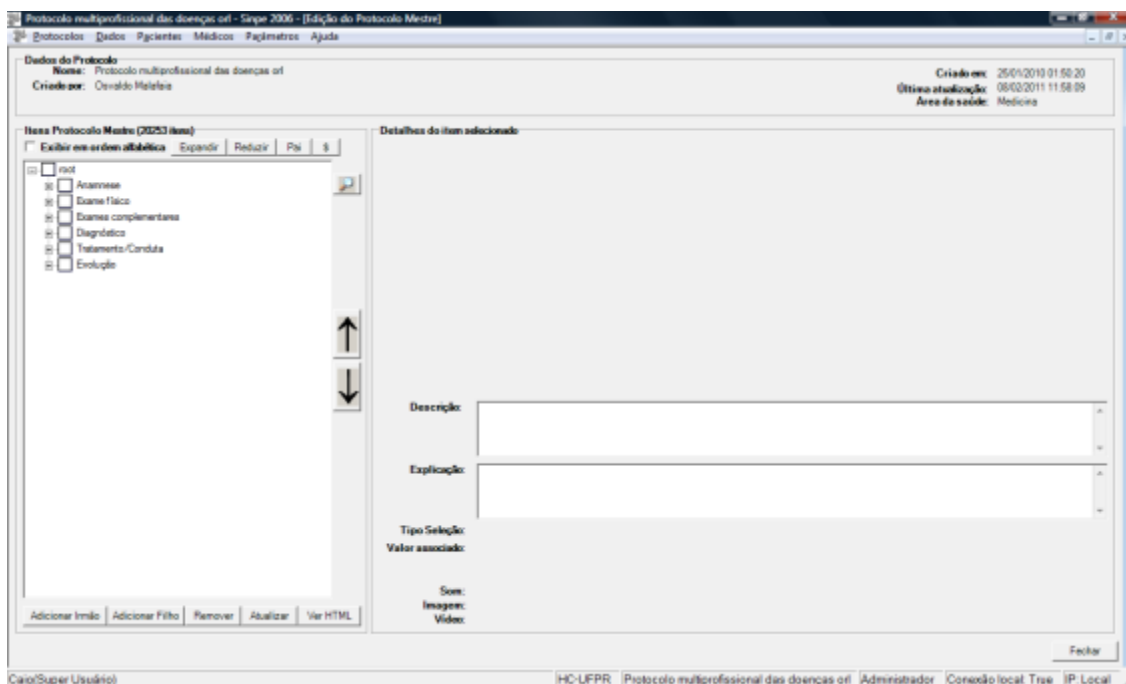 Protocolo multiprofissional das doenças orl - Sinpe 2006 - [Edição do Protocolo Mestre]
Protocolos Dados Pacientes Médicos Parâmetros Ajuda
Dados do Protocolo
Nome: Protocolo multiprofissional das doenças orl
Criado por: Osvaldo Malafaia
Criado em: 25/01/2010 01:50:20
Última atualização: 08/02/2011 11:58:09
Área da saúde: Medicina
Itens Protocolo Mestre (20253 itens)
Exibir em ordem alfabética Expandir Reduzir Pai $
root
Anamnese
Exame físico
Exames complementares
Diagnóstico
Tratamento/Conduta
Evolução
Adicionar Irmão Adicionar Filho Remover Atualizar Ver HTML
Detalhes do item selecionado
Descrição:
Explicação:
Tipo Seleção:
Valor associado:
Som:
Imagem:
Vídeo:
Fechar
Caio(Super Usuário) HC-UFPR Protocolo multiprofissional das doenças orl Administrador Conexão local: True IP: Local